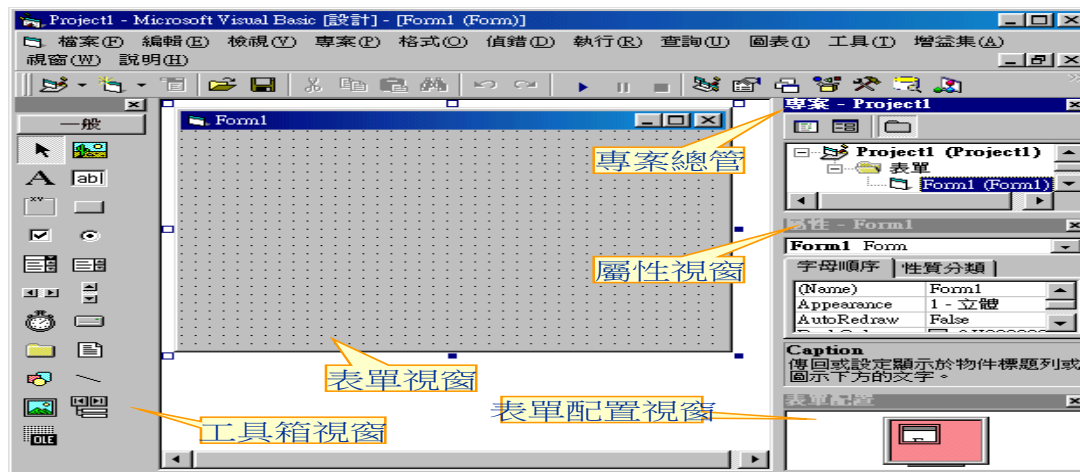 Project1 - Microsoft Visual Basic [設計] - [Form1 (Form)]
檔案(F) 編輯(E) 檢視(V) 專案(P) 格式(O) 偵錯(D) 執行(R) 查詢(U) 圖表(I) 工具(T) 增益集(A)
視窗(W) 說明(H)
一般
A
ab
xv
OLE
Form1
專案總管
屬性視窗
表單視窗
工具箱視窗
表單配置視窗
專案 - Project1
Project1 (Project1)
表單
Form1 (Form1)
屬性 - Form1
Form1 Form
字母順序 性質分類
(Name) Form1
Appearance 1 - 立體
AutoRedraw False
Caption
傳回或設定顯示於物件標題列或
圖示下方的文字。
表單配置